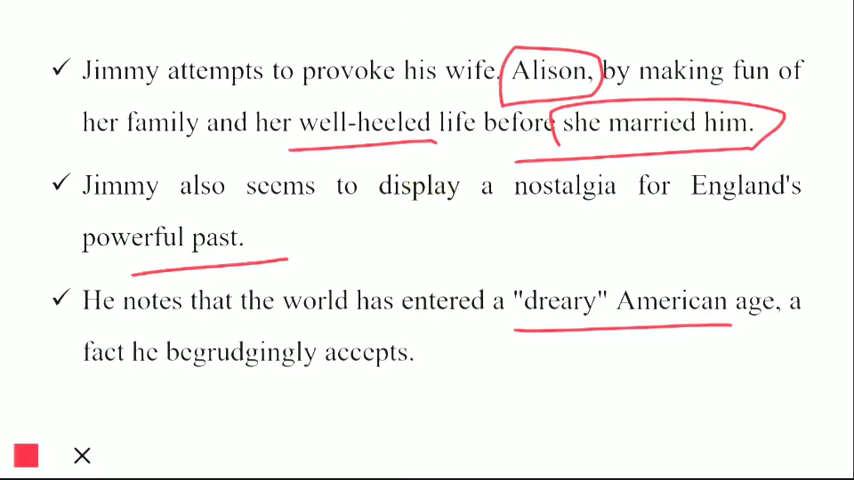 ✓ Jimmy attempts to provoke his wife, Alison, by making fun of
her family and her well-heeled life before she married him.
✓ Jimmy also seems to display a nostalgia for England's
powerful past.
✓ He notes that the world has entered a "dreary" American age, a
fact he begrudgingly accepts.